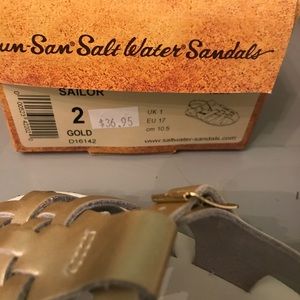 un-San® Salt Water® Sandals
SAILOR
2
$36.95
UK 1
EU 17
cm 10.5
GOLD
D16142
www.saltwater-sandals.com